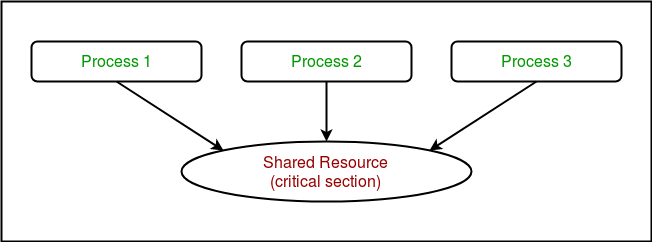 Process 1
Process 2
Process 3
Shared Resource
(critical section)